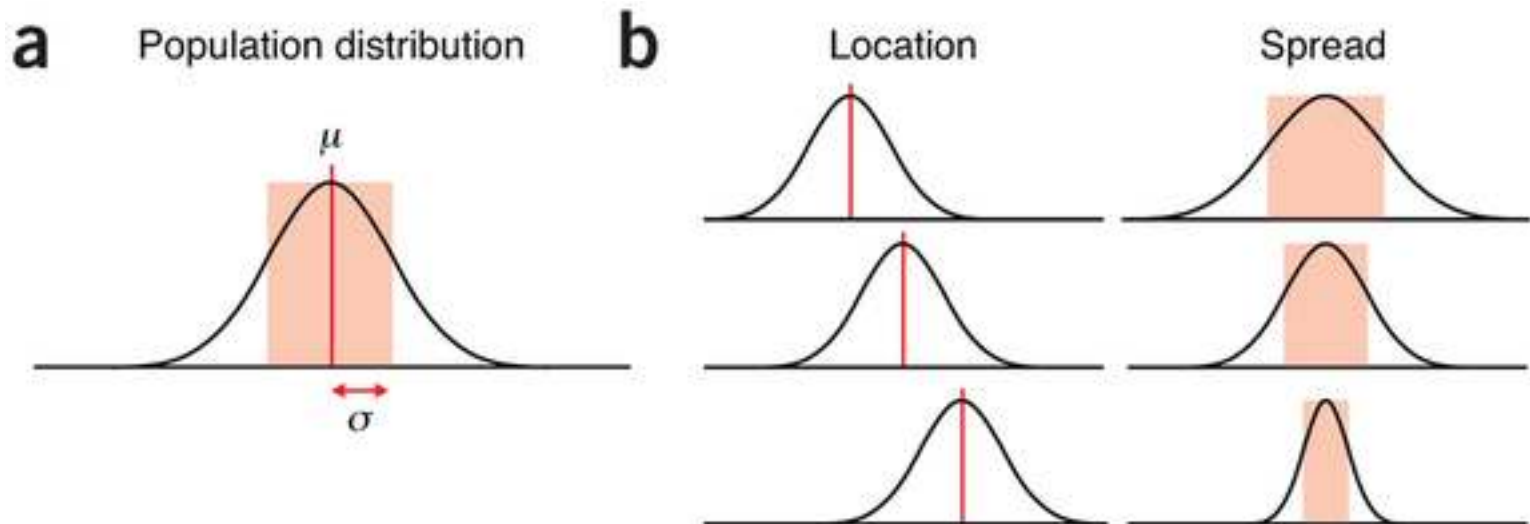 a Population distribution
μ
σ
b Location Spread